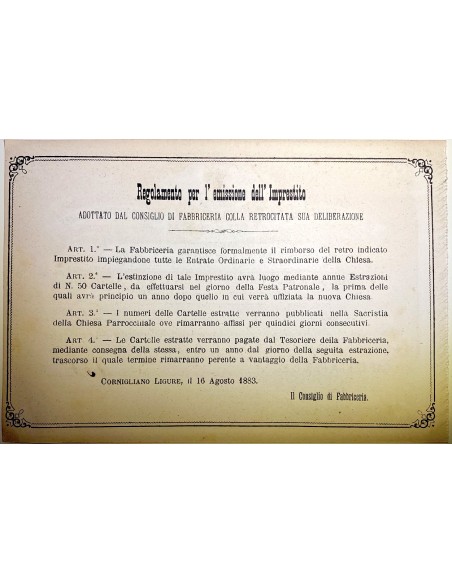 Regolamento per l'emissione dell'Imprestito
ADOTTATO DAL CONSIGLIO DI FABBRICERIA COLLA RETROCITATA SUA DELIBERAZIONE
ART. 1.° — La Fabbriceria garantisce formalmente il rimborso del retro indicato
Imprestito impiegandone tutte le Entrate Ordinarie e Straordinarie della Chiesa.
ART. 2.° — L'estinzione di tale Imprestito avrà luogo mediante annue Estrazioni
di N. 50 Cartelle, da effettuarsi nel giorno della Festa Patronale, la prima delle
quali avrà principio un anno dopo quello in cui verrà uffiziata la nuova Chiesa.
ART. 3.° — I numeri delle Cartelle estratte verranno pubblicati nella Sacristia
della Chiesa Parrocchiale ove rimarranno affissi per quindici giorni consecutivi.
ART. 4. — Le Cartelle estratte verranno pagate dal Tesoriere della Fabbriceria,
mediante consegna della stessa, entro un anno dal giorno della seguita estrazione,
trascorso il quale termine rimarranno perente a vantaggio della Fabbriceria.
CORNIGLIANO LIGURE, il 16 Agosto 1883.
Il Consiglio di Fabbriceria.